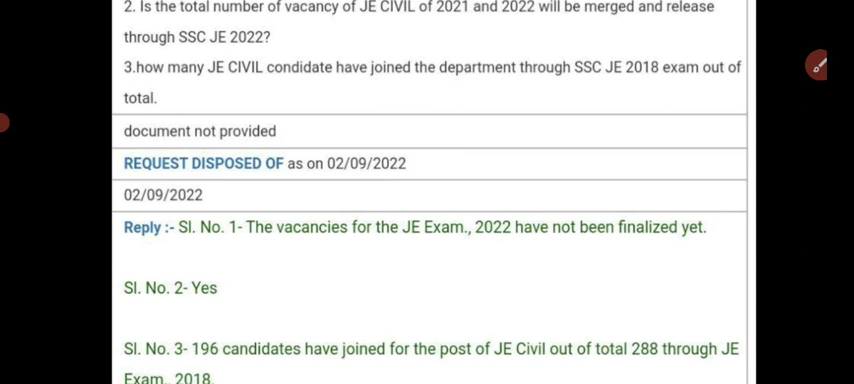 2. Is the total number of vacancy of JE CIVIL of 2021 and 2022 will be merged and release
through SSC JE 2022?
3.how many JE CIVIL condidate have joined the department through SSC JE 2018 exam out of
total.
document not provided
REQUEST DISPOSED OF as on 02/09/2022
02/09/2022
Reply :- Sl. No. 1- The vacancies for the JE Exam., 2022 have not been finalized yet.
Sl. No. 2- Yes
Sl. No. 3- 196 candidates have joined for the post of JE Civil out of total 288 through JE
Exam., 2018.